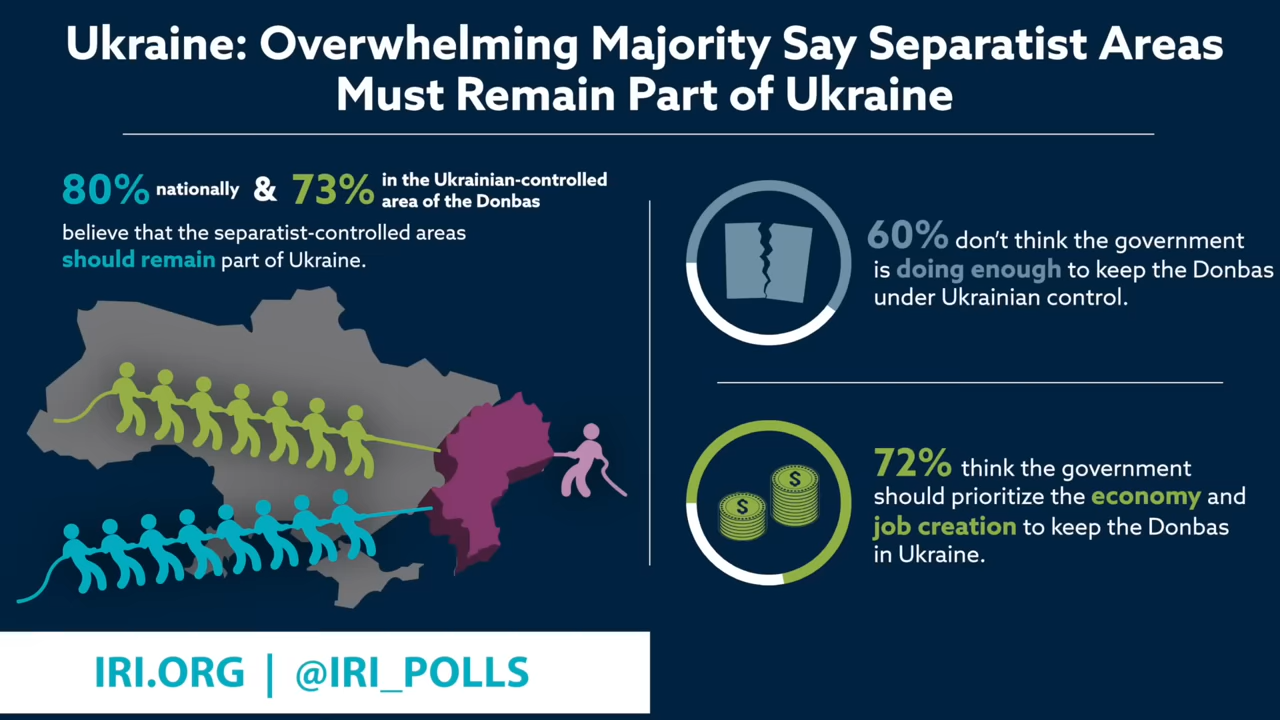 Ukraine: Overwhelming Majority Say Separatist Areas
Must Remain Part of Ukraine
80% nationally & 73% in the Ukrainian-controlled
area of the Donbas
believe that the separatist-controlled areas
should remain part of Ukraine.
60% don't think the government
is doing enough to keep the Donbas
under Ukrainian control.
$
$
72% think the government
should prioritize the economy and
job creation to keep the Donbas
in Ukraine.
IRI.ORG | @IRI_POLLS